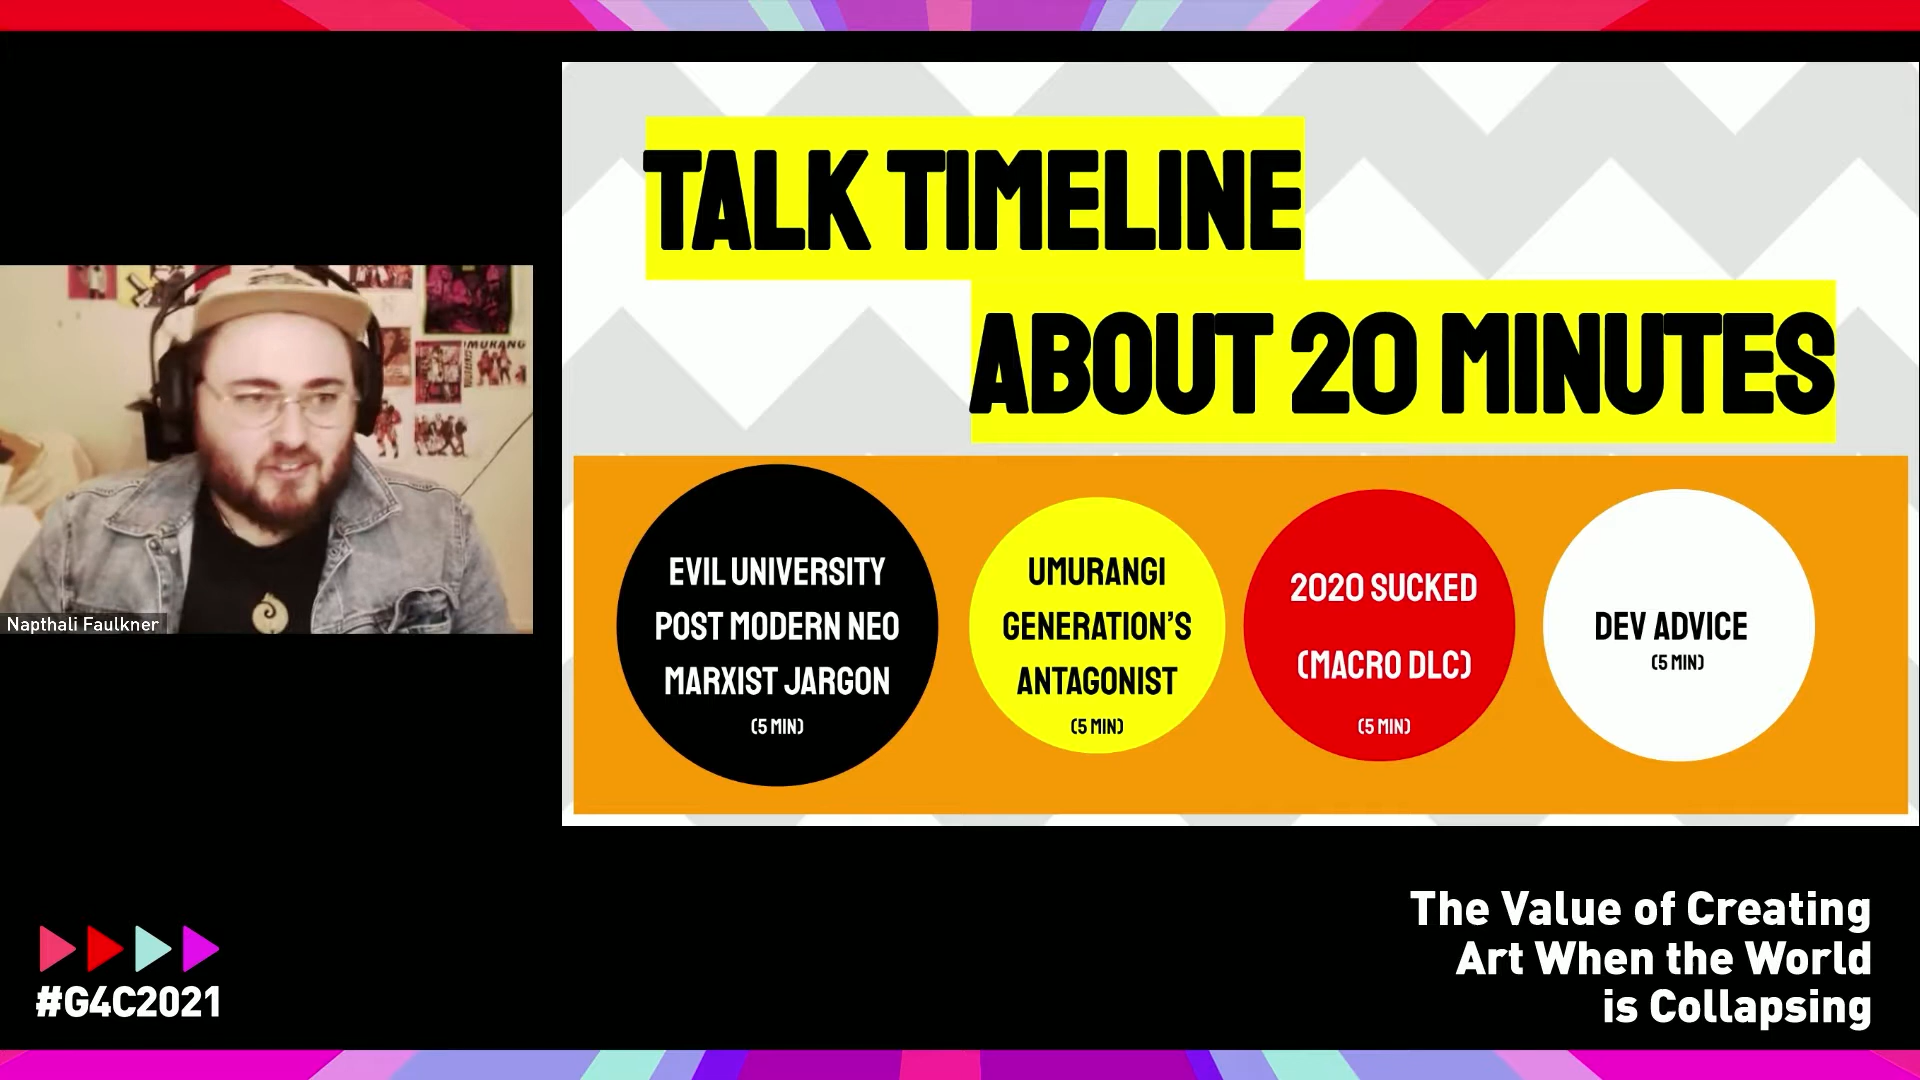 TALK TIMELINE
ABOUT 20 MINUTES
EVIL UNIVERSITY
POST MODERN NEO
MARXIST JARGON
(5 MIN)
UMURANGI
GENERATION'S
ANTAGONIST
(5 MIN)
2020 SUCKED
(MACRO DLC)
(5 MIN)
DEV ADVICE
(5 MIN)
UMURANG
Napthali Faulkner
#G4C2021
The Value of Creating
Art When the World
is Collapsing